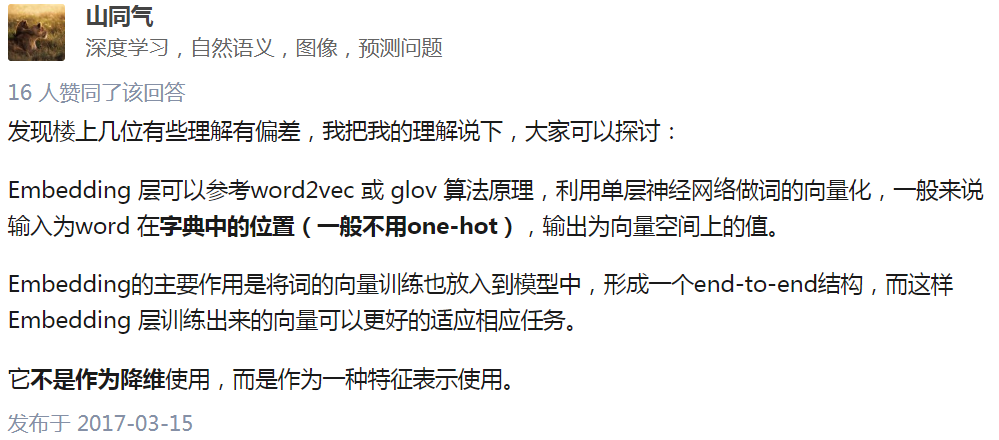 山同气
深度学习，自然语义，图像，预测问题
16 人赞同了该回答
发现楼上几位有些理解有偏差，我把我的理解说下，大家可以探讨：
Embedding 层可以参考word2vec 或 glov 算法原理，利用单层神经网络做词的向量化，一般来说
输入为word 在字典中的位置（一般不用one-hot），输出为向量空间上的值。
Embedding的主要作用是将词的向量训练也放入到模型中，形成一个end-to-end结构，而这样
Embedding 层训练出来的向量可以更好的适应相应任务。
它不是作为降维使用，而是作为一种特征表示使用。
发布于 2017-03-15